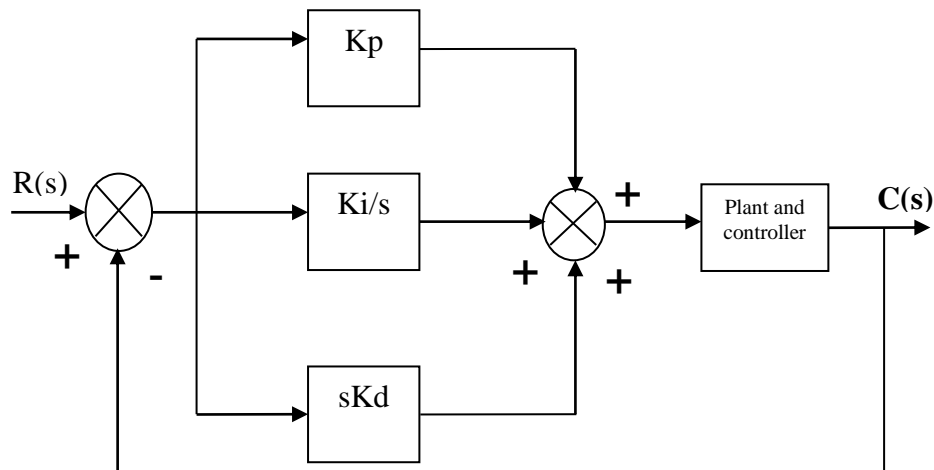 Kp
R(s)
Ki/s
+
Plant and
controller
C(s)
+
-
+
+
sKd